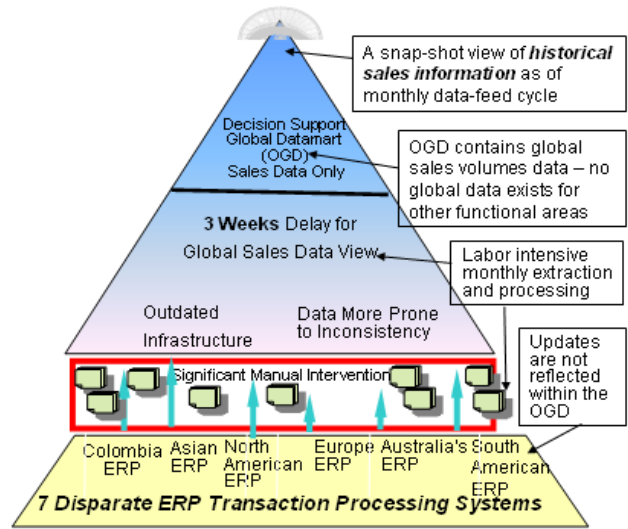 A snap-shot view of historical
sales information as of
monthly data-feed cycle
Decision Support
Global Datamart
(OGD)
Sales Data Only
OGD contains global
sales volumes data – no
global data exists for
other functional areas
3 Weeks Delay for
Global Sales Data View
Labor intensive
monthly extraction
and processing
Outdated
Infrastructure
Data More Prone
to Inconsistency
Updates
are not
reflected
within the
OGD
Significant Manual Intervention
Colombia
ERP
Asian
ERP
North
American
ERP
Europe
ERP
Australia's
ERP
South
American
ERP
7 Disparate ERP Transaction Processing Systems